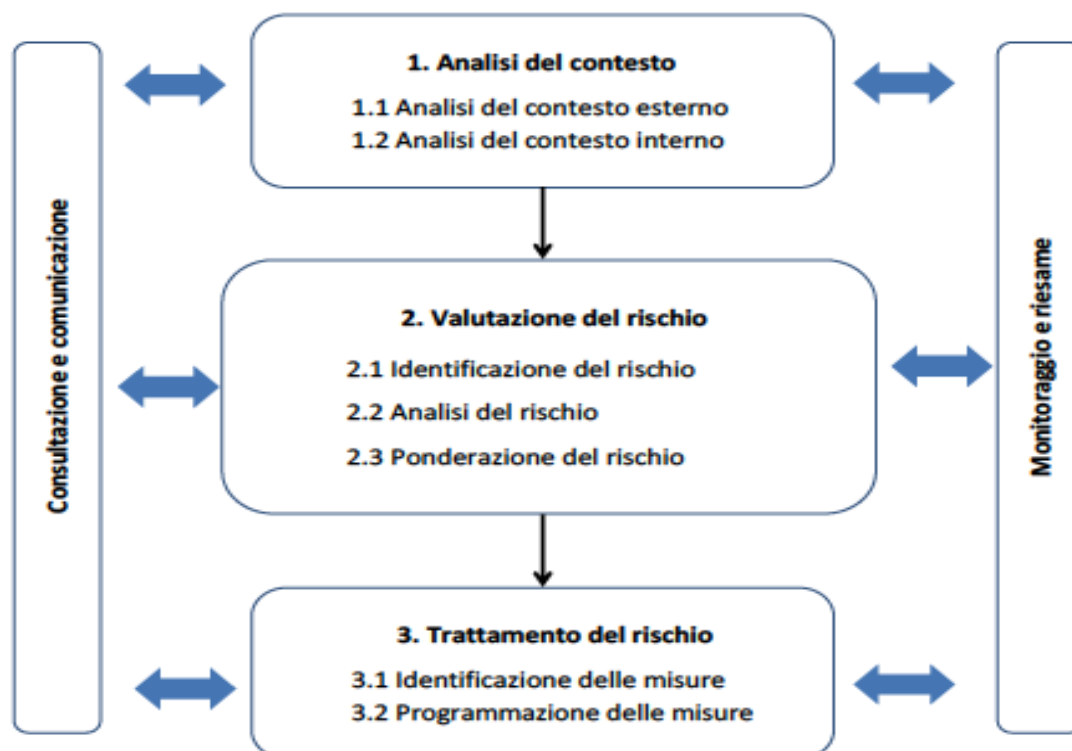 Consultazione e comunicazione
1. Analisi del contesto
1.1 Analisi del contesto esterno
1.2 Analisi del contesto interno
2. Valutazione del rischio
2.1 Identificazione del rischio
2.2 Analisi del rischio
2.3 Ponderazione del rischio
3. Trattamento del rischio
3.1 Identificazione delle misure
3.2 Programmazione delle misure
Monitoraggio e riesame